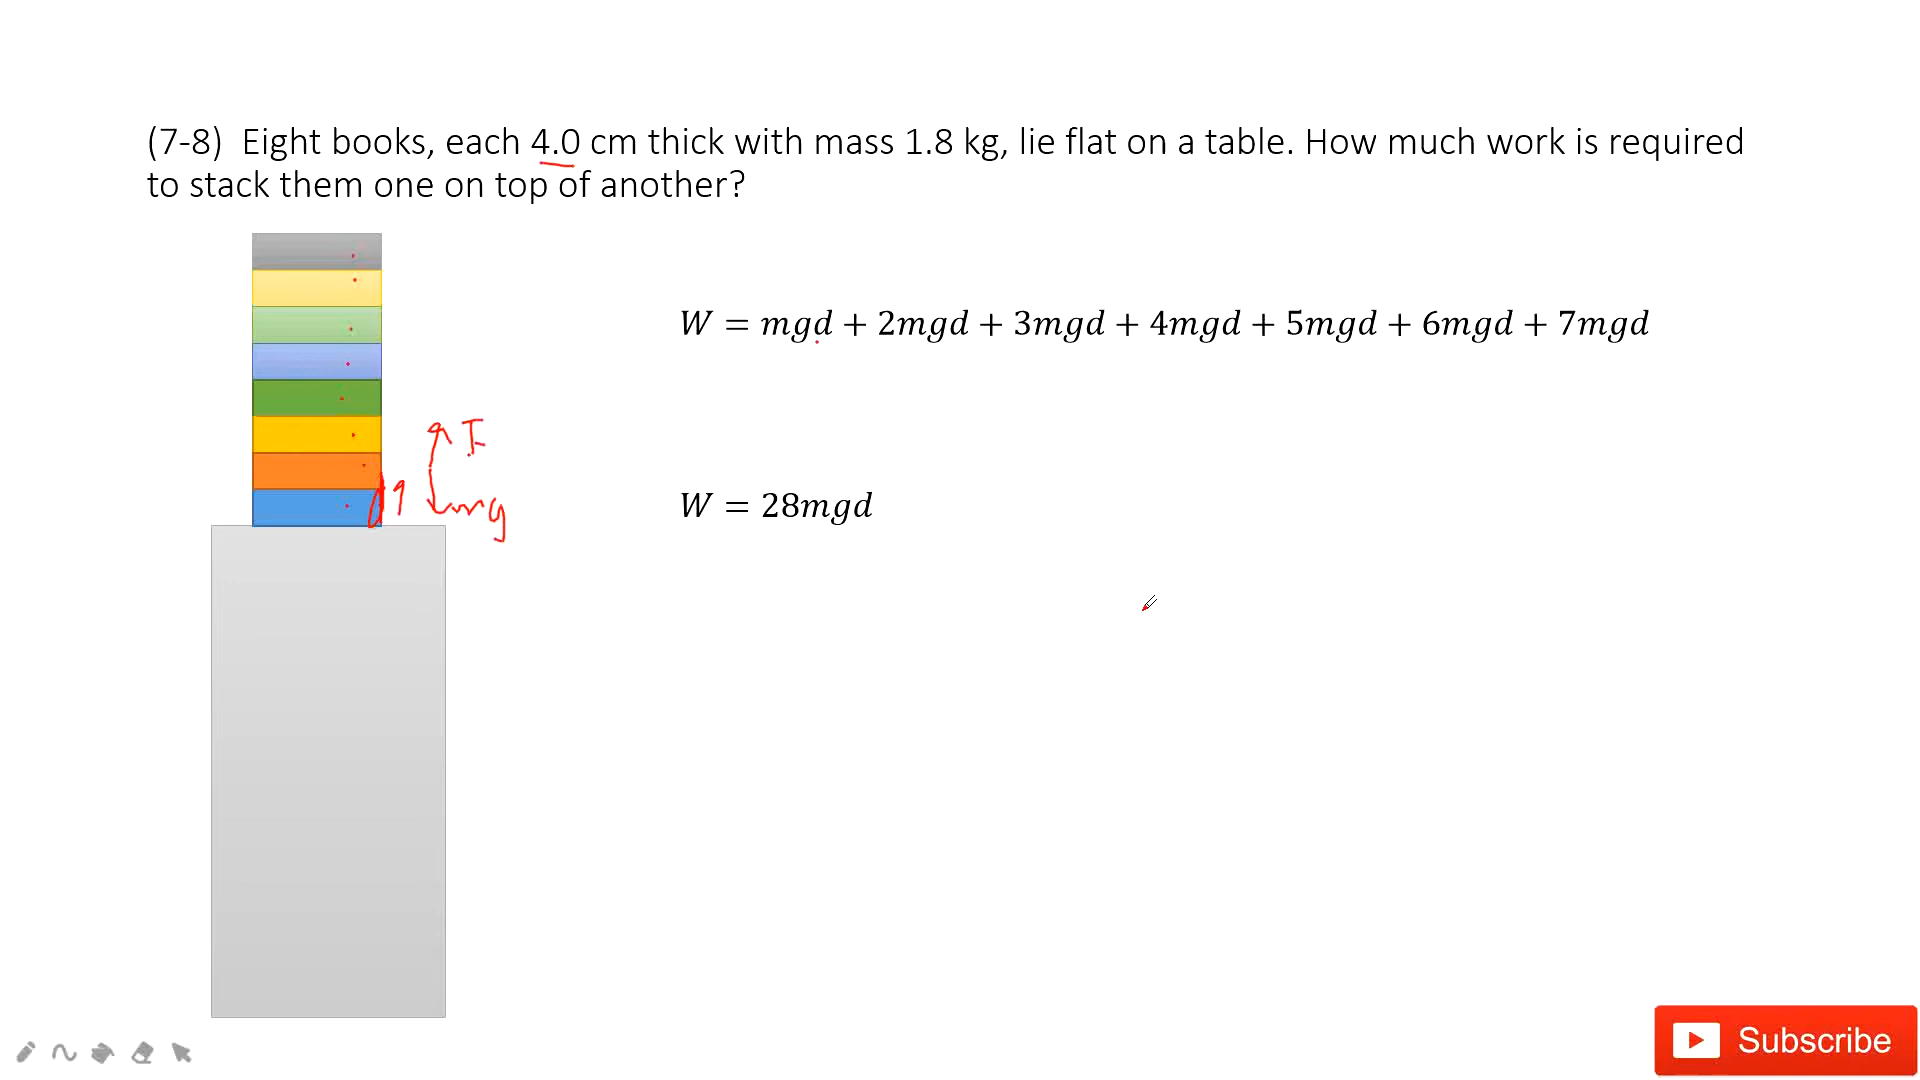 (7-8) Eight books, each 4.0 cm thick with mass 1.8 kg, lie flat on a table. How much work is required
to stack them one on top of another?
W = mgd + 2mgd + 3mgd + 4mgd + 5mgd + 6mgd + 7mgd
F
d
mg
W = 28mgd
Subscribe